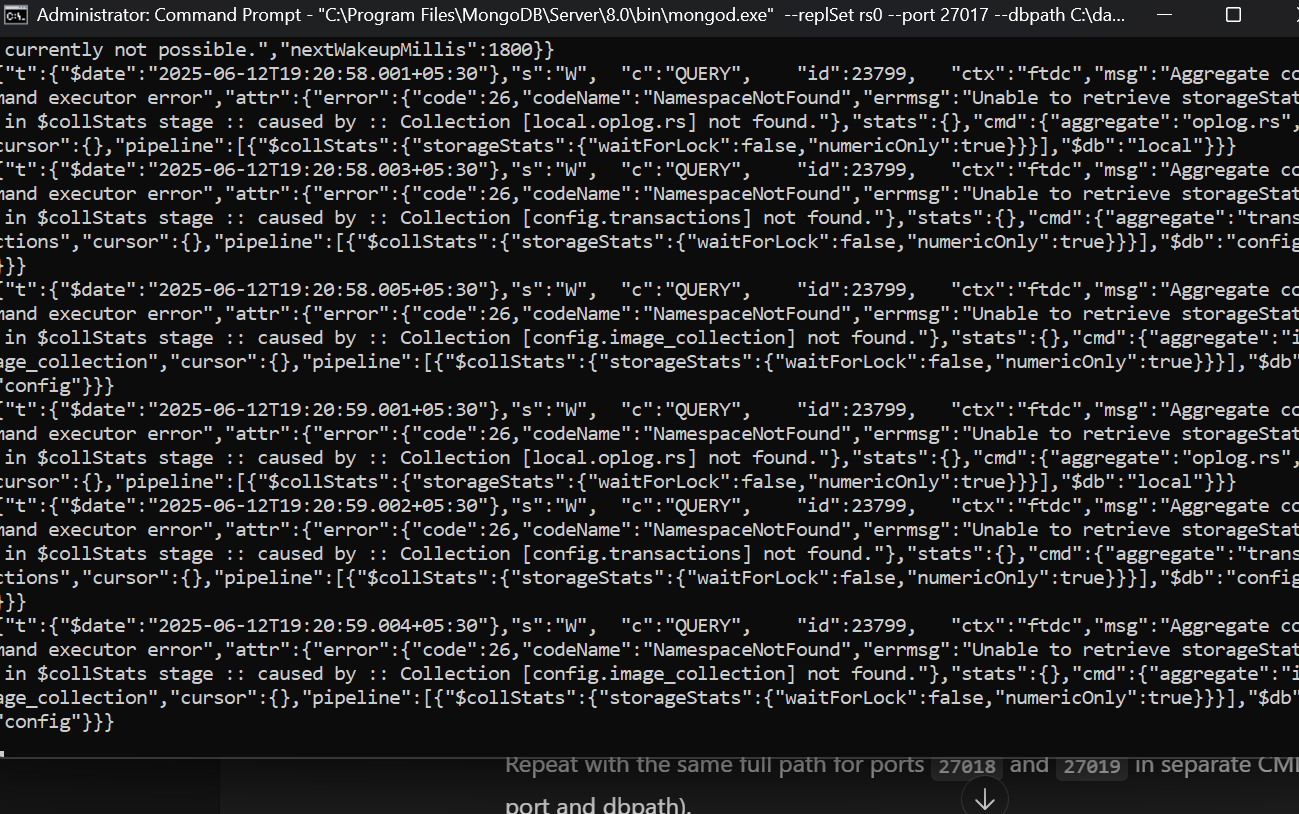 Administrator: Command Prompt - "C:\Program Files\MongoDB\Server\8.0\bin\mongod.exe"  --replSet rs0 --port 27017 --dbpath C:\da...
currently not possible.","nextWakeupMillis":1800}}
{"t":{"$date":"2025-06-12T19:20:58.001+05:30"},"s":"W",  "c":"QUERY",    "id":23799,   "ctx":"ftdc","msg":"Aggregate co
mand executor error","attr":{"error":{"code":26,"codeName":"NamespaceNotFound","errmsg":"Unable to retrieve storageStat
in $collStats stage :: caused by :: Collection [local.oplog.rs] not found."},"stats":{},"cmd":{"aggregate":"oplog.rs",
cursor":{},"pipeline":[{"$collStats":{"storageStats":{"waitForLock":false,"numericOnly":true}}}],"$db":"local"}}}
{"t":{"$date":"2025-06-12T19:20:58.003+05:30"},"s":"W",  "c":"QUERY",    "id":23799,   "ctx":"ftdc","msg":"Aggregate co
mand executor error","attr":{"error":{"code":26,"codeName":"NamespaceNotFound","errmsg":"Unable to retrieve storageStat
in $collStats stage :: caused by :: Collection [config.transactions] not found."},"stats":{},"cmd":{"aggregate":"trans
ctions","cursor":{},"pipeline":[{"$collStats":{"storageStats":{"waitForLock":false,"numericOnly":true}}}],"$db":"config
}}}
{"t":{"$date":"2025-06-12T19:20:58.005+05:30"},"s":"W",  "c":"QUERY",    "id":23799,   "ctx":"ftdc","msg":"Aggregate co
mand executor error","attr":{"error":{"code":26,"codeName":"NamespaceNotFound","errmsg":"Unable to retrieve storageStat
in $collStats stage :: caused by :: Collection [config.image_collection] not found."},"stats":{},"cmd":{"aggregate":"i
age_collection","cursor":{},"pipeline":[{"$collStats":{"storageStats":{"waitForLock":false,"numericOnly":true}}}],"$db"
"config"}}}
{"t":{"$date":"2025-06-12T19:20:59.001+05:30"},"s":"W",  "c":"QUERY",    "id":23799,   "ctx":"ftdc","msg":"Aggregate co
mand executor error","attr":{"error":{"code":26,"codeName":"NamespaceNotFound","errmsg":"Unable to retrieve storageStat
in $collStats stage :: caused by :: Collection [local.oplog.rs] not found."},"stats":{},"cmd":{"aggregate":"oplog.rs",
cursor":{},"pipeline":[{"$collStats":{"storageStats":{"waitForLock":false,"numericOnly":true}}}],"$db":"local"}}}
{"t":{"$date":"2025-06-12T19:20:59.002+05:30"},"s":"W",  "c":"QUERY",    "id":23799,   "ctx":"ftdc","msg":"Aggregate co
mand executor error","attr":{"error":{"code":26,"codeName":"NamespaceNotFound","errmsg":"Unable to retrieve storageStat
in $collStats stage :: caused by :: Collection [config.transactions] not found."},"stats":{},"cmd":{"aggregate":"trans
ctions","cursor":{},"pipeline":[{"$collStats":{"storageStats":{"waitForLock":false,"numericOnly":true}}}],"$db":"config
}}}
{"t":{"$date":"2025-06-12T19:20:59.004+05:30"},"s":"W",  "c":"QUERY",    "id":23799,   "ctx":"ftdc","msg":"Aggregate co
mand executor error","attr":{"error":{"code":26,"codeName":"NamespaceNotFound","errmsg":"Unable to retrieve storageStat
in $collStats stage :: caused by :: Collection [config.image_collection] not found."},"stats":{},"cmd":{"aggregate":"i
age_collection","cursor":{},"pipeline":[{"$collStats":{"storageStats":{"waitForLock":false,"numericOnly":true}}}],"$db"
"config"}}}
Repeat with the same full path for ports 27018 and 27019 in separate CM
port and dbpath).